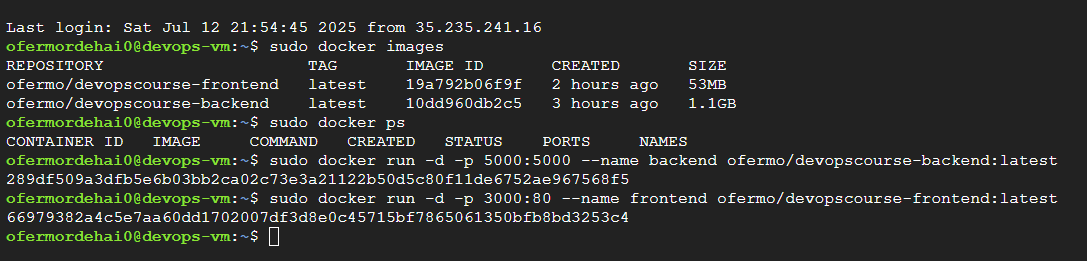 Last login: Sat Jul 12 21:54:45 2025 from 35.235.241.16
ofermordehai0@devops-vm:~$ sudo docker images
REPOSITORY TAG IMAGE ID CREATED SIZE
ofermo/devopscourse-frontend latest 19a792b06f9f 2 hours ago 53MB
ofermo/devopscourse-backend latest 10dd960db2c5 3 hours ago 1.1GB
ofermordehai0@devops-vm:~$ sudo docker ps
CONTAINER ID IMAGE COMMAND CREATED STATUS PORTS NAMES
ofermordehai0@devops-vm:~$ sudo docker run -d -p 5000:5000 --name backend ofermo/devopscourse-backend:latest
289df509a3dfb5e6b03bb2ca02c73e3a21122b50d5c80f11de6752ae967568f5
ofermordehai0@devops-vm:~$ sudo docker run -d -p 3000:80 --name frontend ofermo/devopscourse-frontend:latest
66979382a4c5e7aa60dd1702007df3d8e0c45715bf7865061350bfb8bd3253c4
ofermordehai0@devops-vm:~$